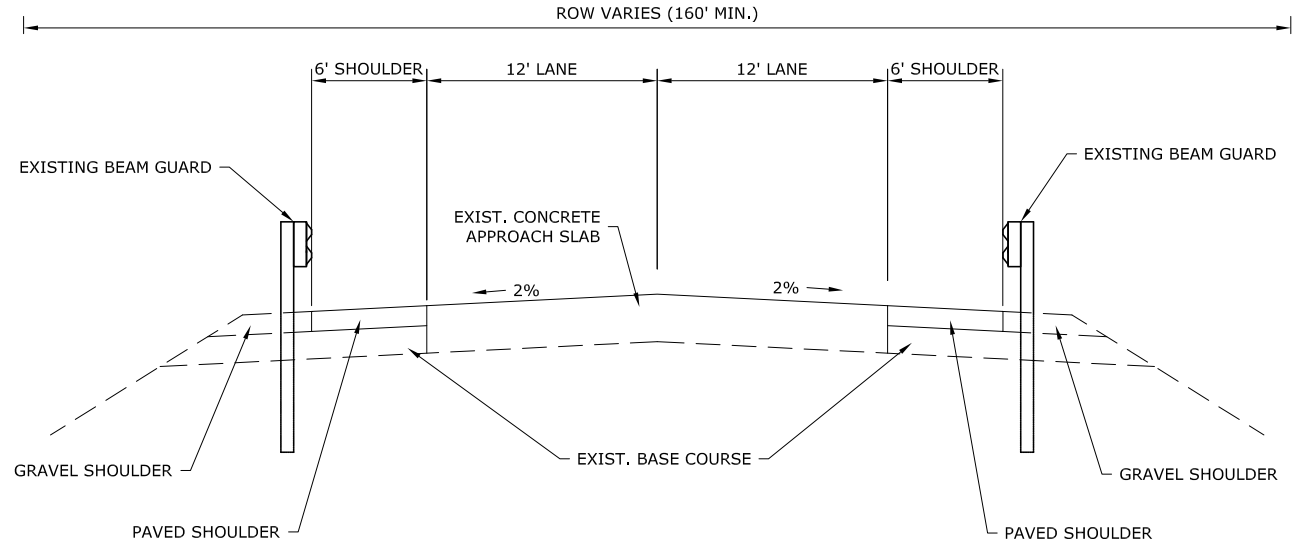 ROW VARIES (160' MIN.)
6' SHOULDER
12' LANE
12' LANE
6' SHOULDER
EXISTING BEAM GUARD
EXISTING BEAM GUARD
EXIST. CONCRETE
APPROACH SLAB
2%
2%
GRAVEL SHOULDER
EXIST. BASE COURSE
GRAVEL SHOULDER
PAVED SHOULDER
PAVED SHOULDER